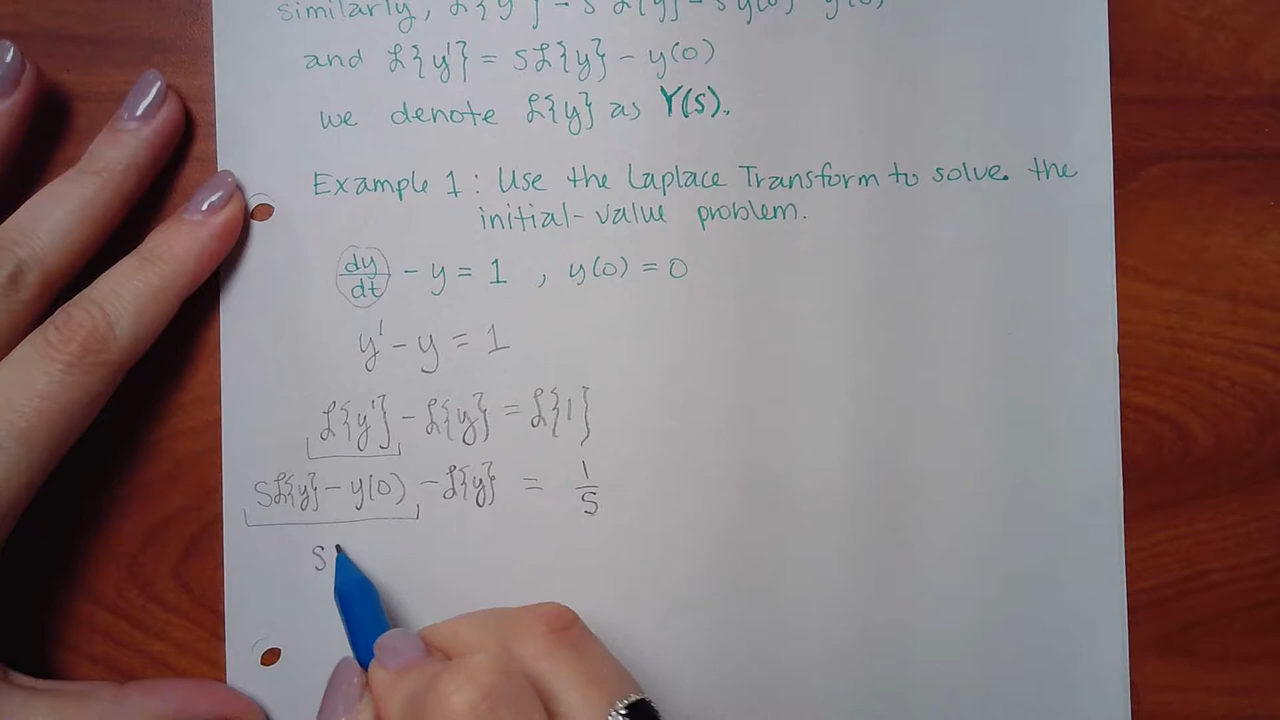 similarly, ℒ{y
and ℒ{y'} = sℒ{y} - y(0)
we denote ℒ{y} as Y(s).
Example 1: Use the Laplace Transform to solve the
initial-value problem.
dy/dt - y = 1 , y(0) = 0
y' - y = 1
ℒ{y'} - ℒ{y} = ℒ{1}
sℒ{y} - y(0) - ℒ{y} = 1/s
s